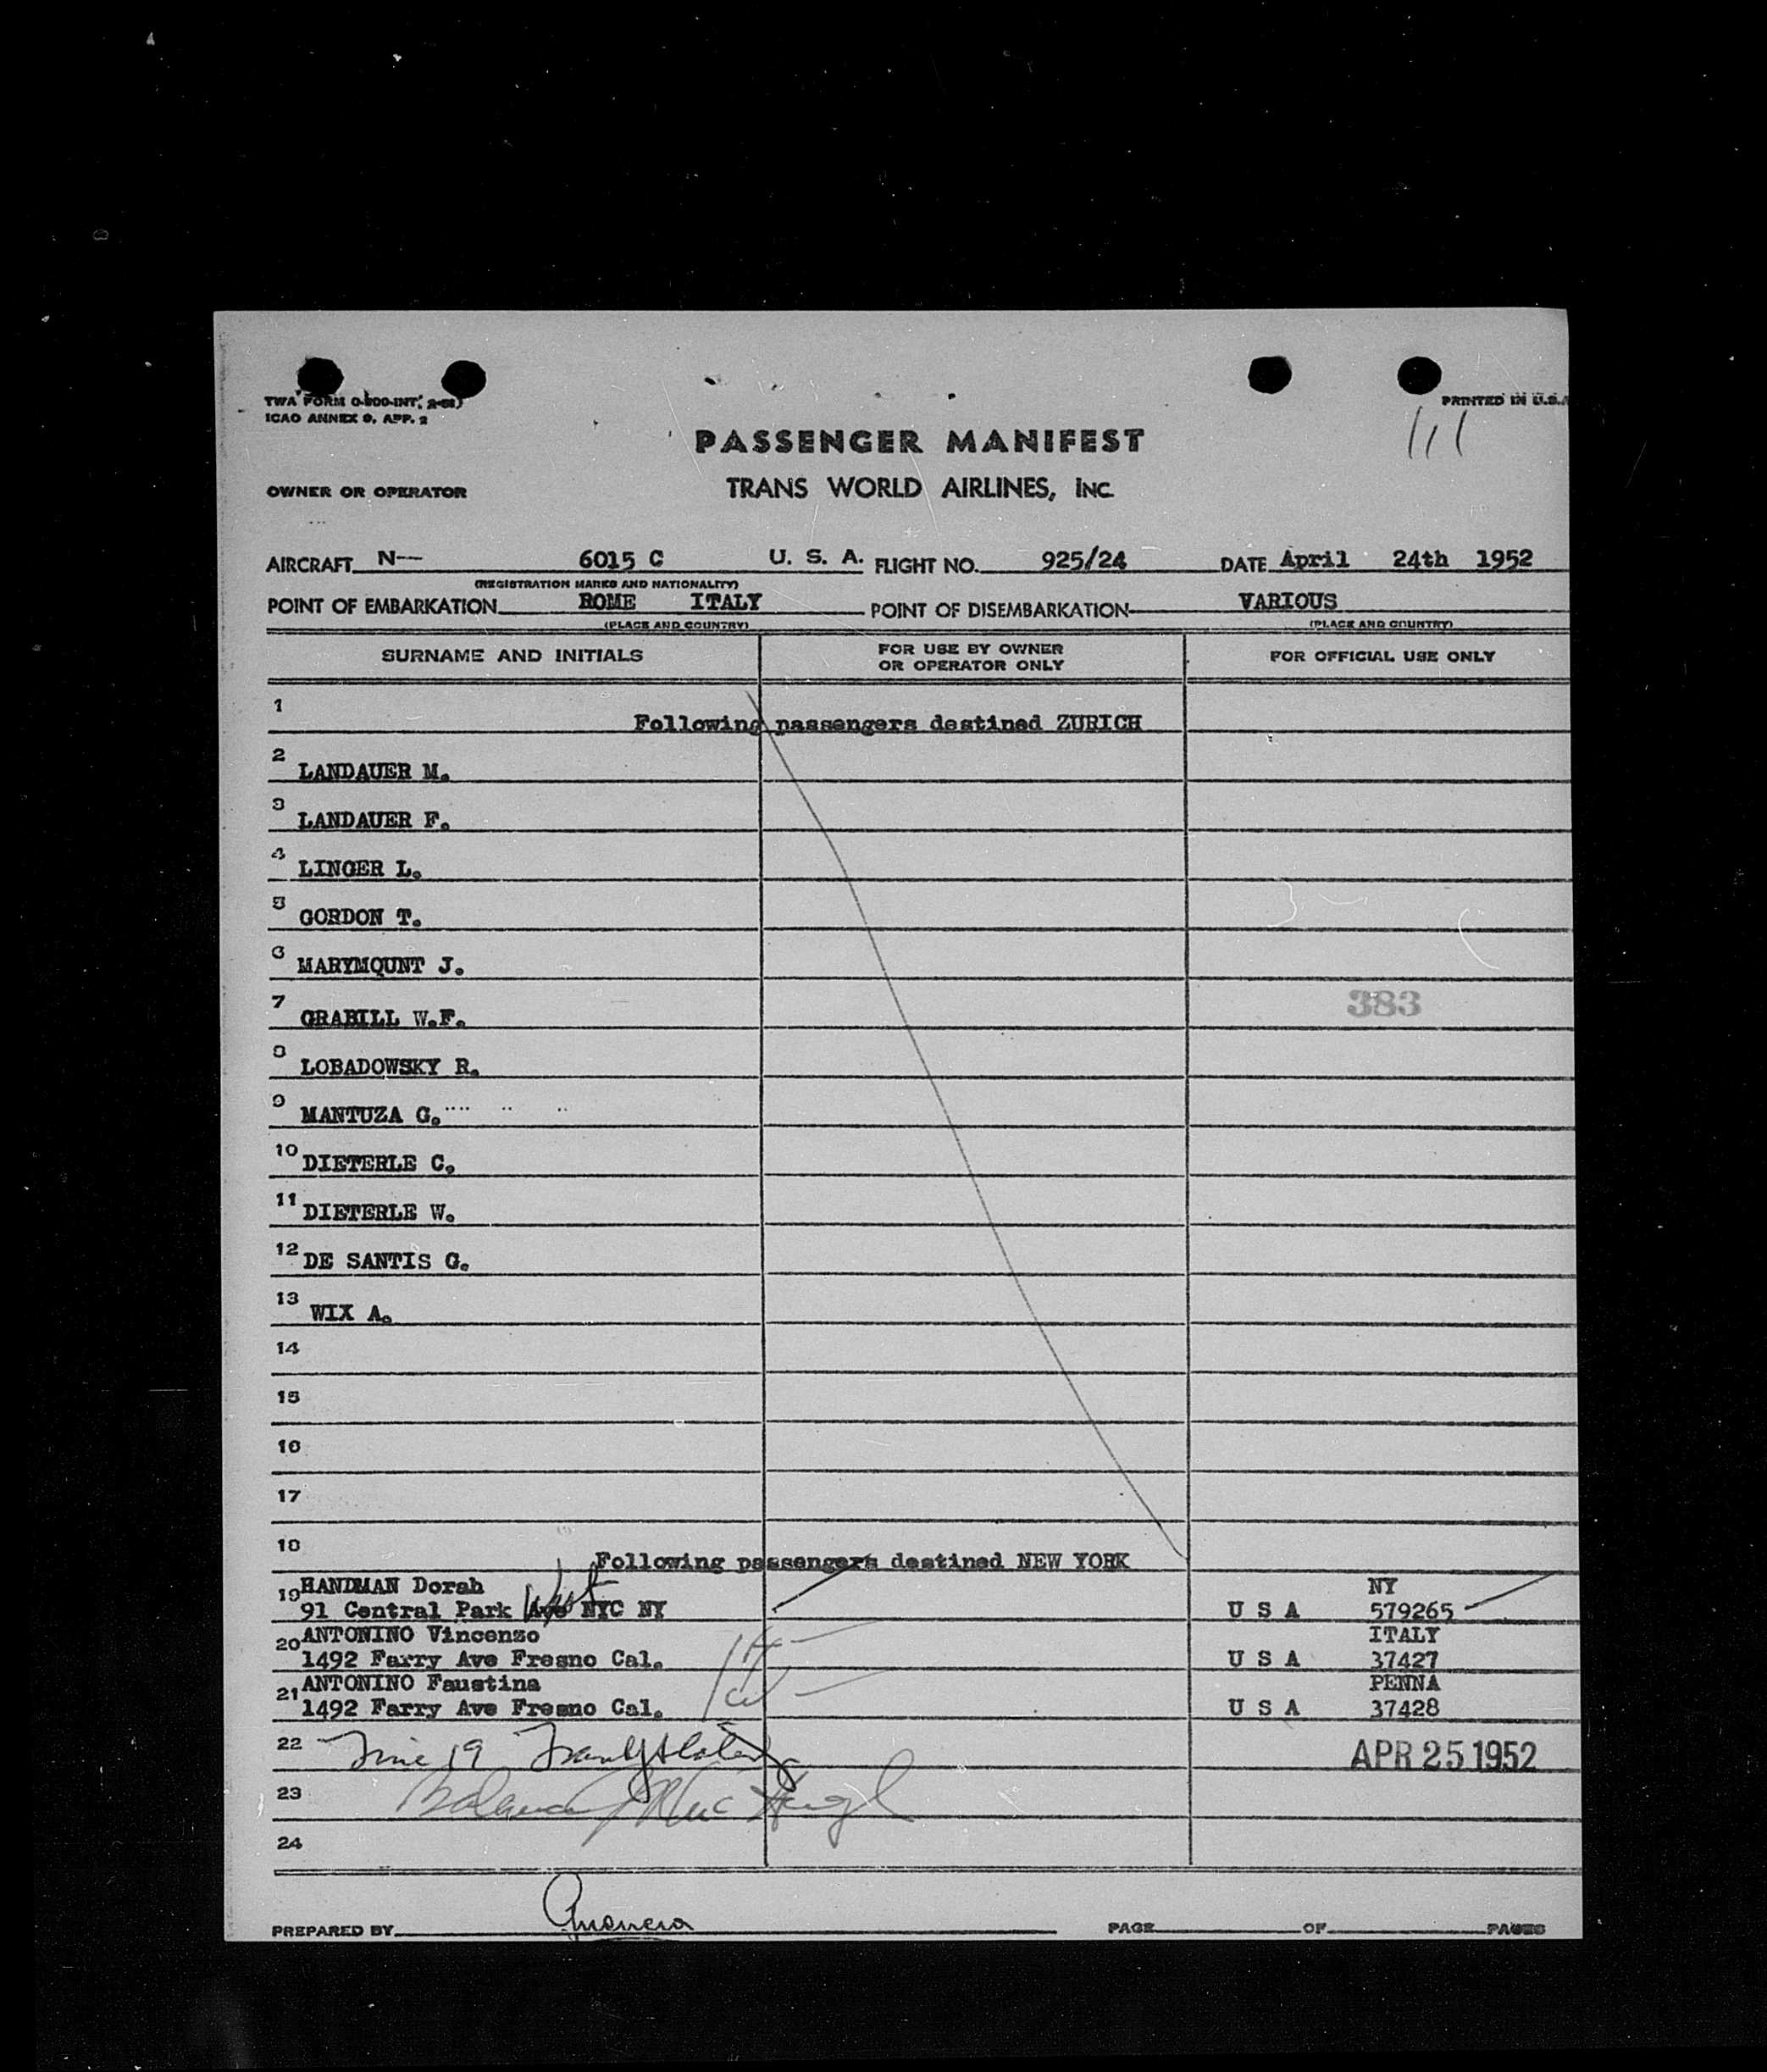 TWA FORM O-800-INT.
ICAO ANNEX 9, APP. 2
PRINTED IN U.S.A
PASSENGER MANIFEST
OWNER OR OPERATOR TRANS WORLD AIRLINES, INC.
AIRCRAFT N-- 6015 C U. S. A. FLIGHT NO. 925/24 DATE April 24th 1952
(REGISTRATION MARKS AND NATIONALITY)
POINT OF EMBARKATION ROME ITALY POINT OF DISEMBARKATION VARIOUS
(PLACE AND COUNTRY) (PLACE AND COUNTRY)
SURNAME AND INITIALS FOR USE BY OWNER OR OPERATOR ONLY FOR OFFICIAL USE ONLY
1 Following passengers destined ZURICH
2 LANDAUER M.
3 LANDAUER F.
4 LINGER L.
5 GORDON T.
6 MARYMOUNT J.
7 GRABILL W.F. 383
8 LOBADOWSKY R.
9 MANTUZA G.
10 DIETERLE C.
11 DIETERLE W.
12 DE SANTIS G.
13 WIX A.
14
15
16
17
18 Following passengers destined NEW YORK
19 HANDMAN Dorah NY
91 Central Park Ave West NYC NY U S A 579265
20 ANTONINO Vincenzo ITALY
1492 Farry Ave Fresno Cal. U S A 37427
21 ANTONINO Faustina PENNA
1492 Farry Ave Fresno Cal. U S A 37428
22 APR 25 1952
23
24
PREPARED BY PAGE OF PAGES